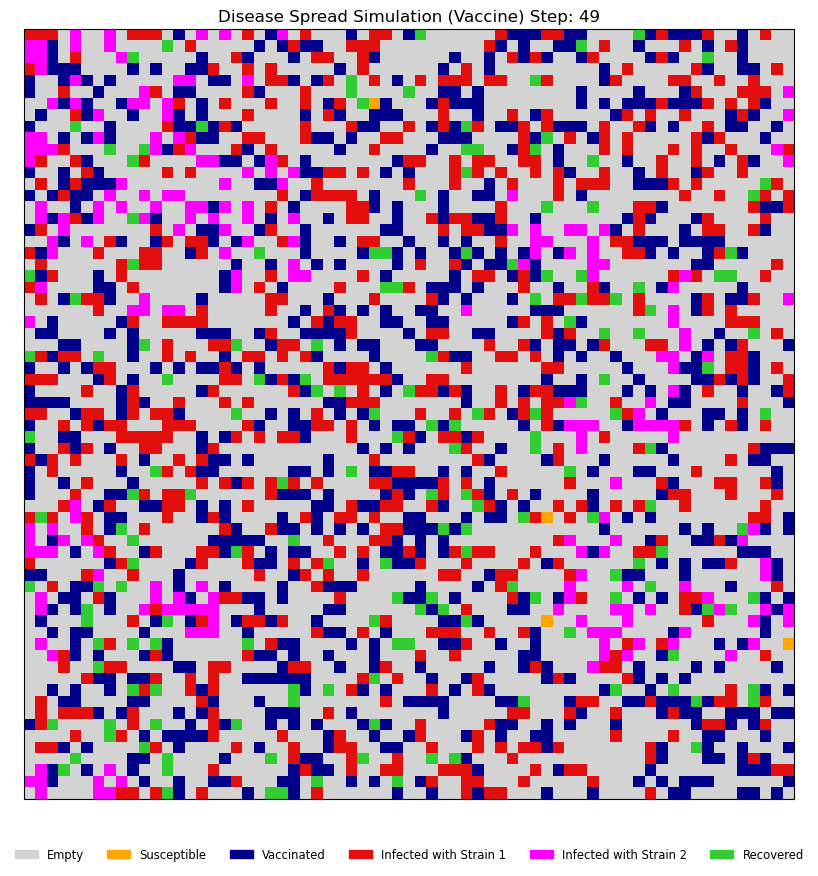 Disease Spread Simulation (Vaccine) Step: 49
Empty Susceptible Vaccinated Infected with Strain 1 Infected with Strain 2 Recovered